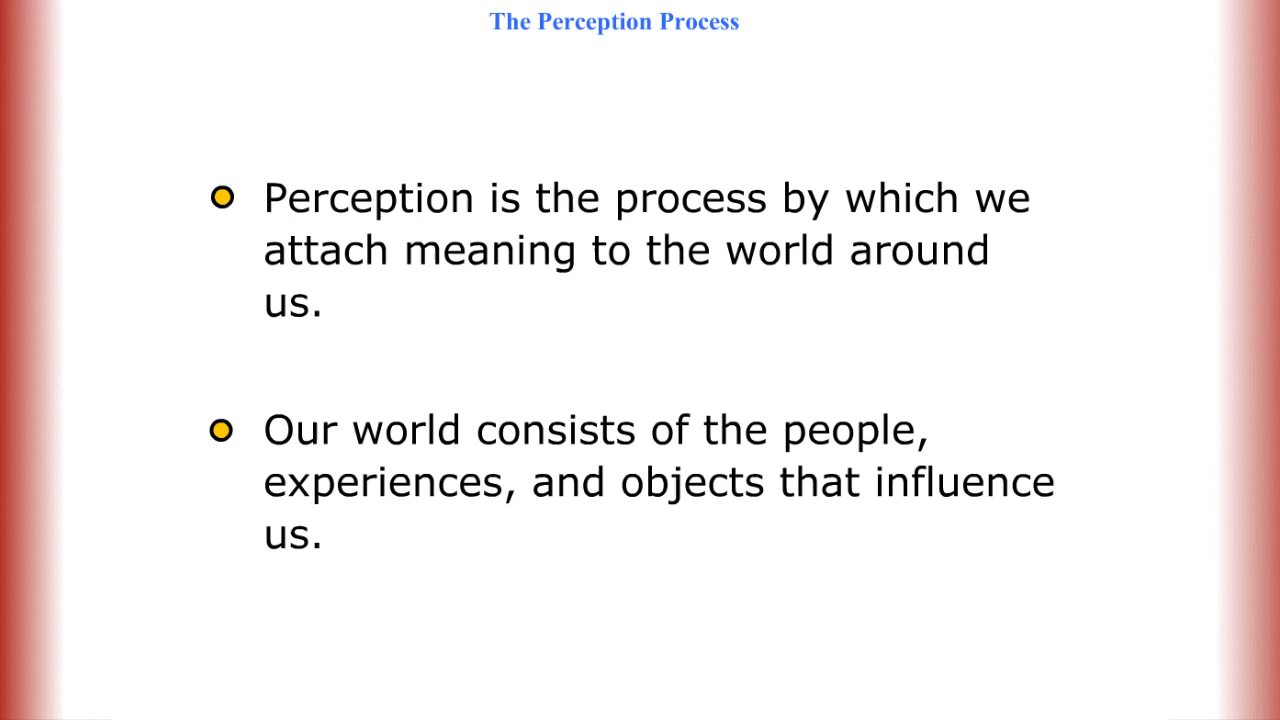 The Perception Process
Perception is the process by which we
attach meaning to the world around
us.
Our world consists of the people,
experiences, and objects that influence
us.